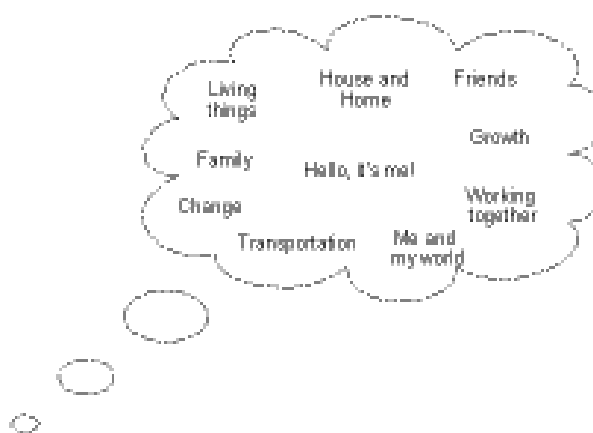 Living
things
House and
Home
Friends
Growth
Family
Hello, it's me!
Working
together
Change
Transportation
Me and
my world